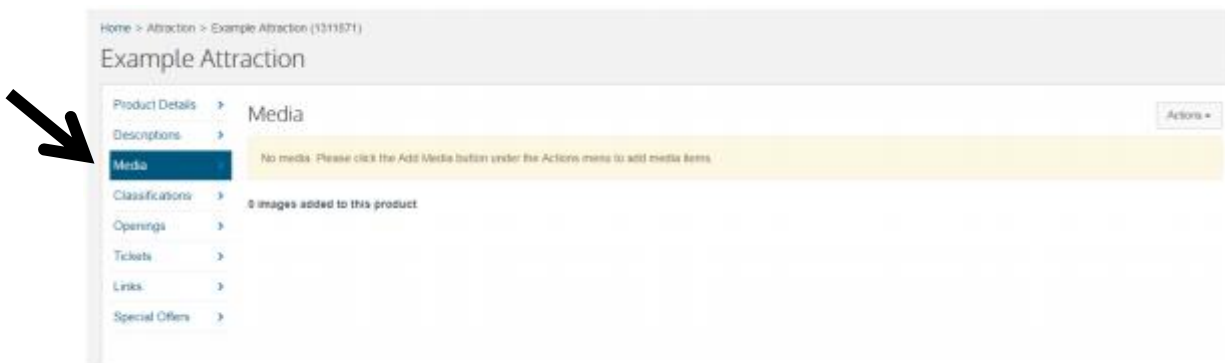 Home > Attraction > Example Attraction (1311871)
Example Attraction
Product Details
Media
Actions
Descriptions
No media. Please click the Add Media button under the Actions menu to add media items.
Media
Classifications
0 images added to this product
Openings
Tickets
Links
Special Offers